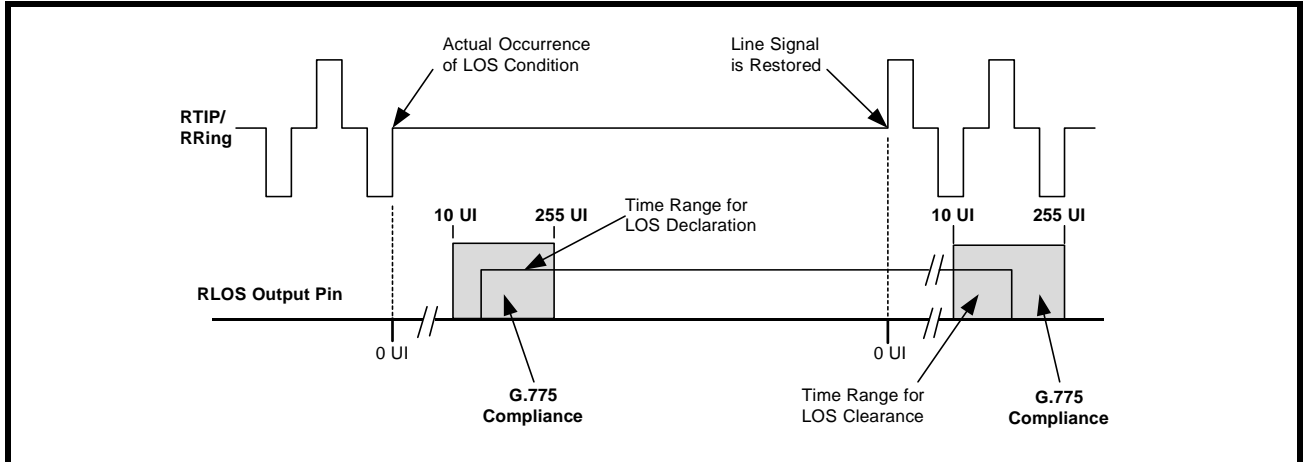 Actual Occurrence
of LOS Condition
Line Signal
is Restored
RTIP/
RRing
10 UI
255 UI
Time Range for
LOS Declaration
10 UI
255 UI
RLOS Output Pin
0 UI
0 UI
G.775
Compliance
Time Range for
LOS Clearance
G.775
Compliance